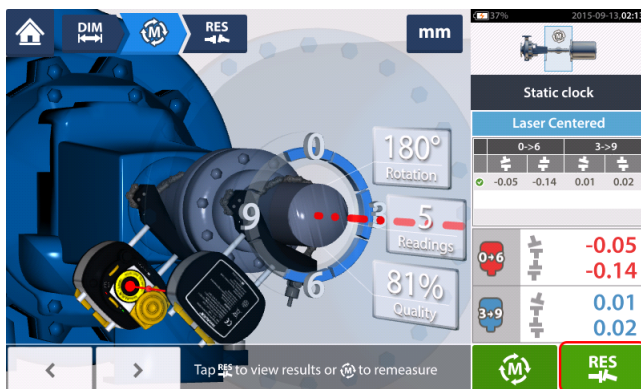 DIM
M
RES
mm
37%
2015-09-13,02:13
Static clock
Laser Centered
0->6 3->9
-0.05 -0.14 0.01 0.02
0
3
6
9
180°
Rotation
5
Readings
81%
Quality
0→6
-0.05
-0.14
3→9
0.01
0.02
< >
Tap RES to view results or M to remeasure
M
RES